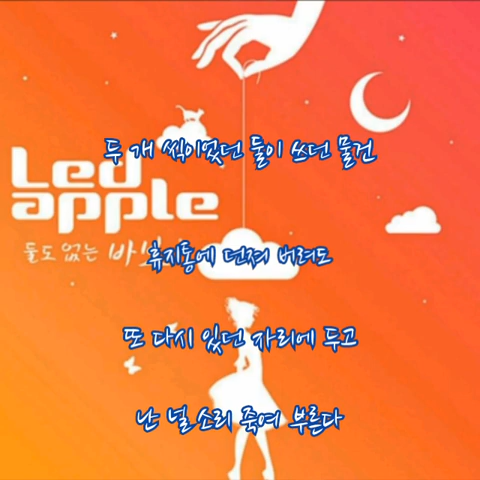 두 개 씩이었던 둘이 쓰던 물건
Led
apple
둘도 없는 바보
휴지통에 던져 버려도
또 다시 있던 자리에 두고
난 널 소리 죽여 부른다